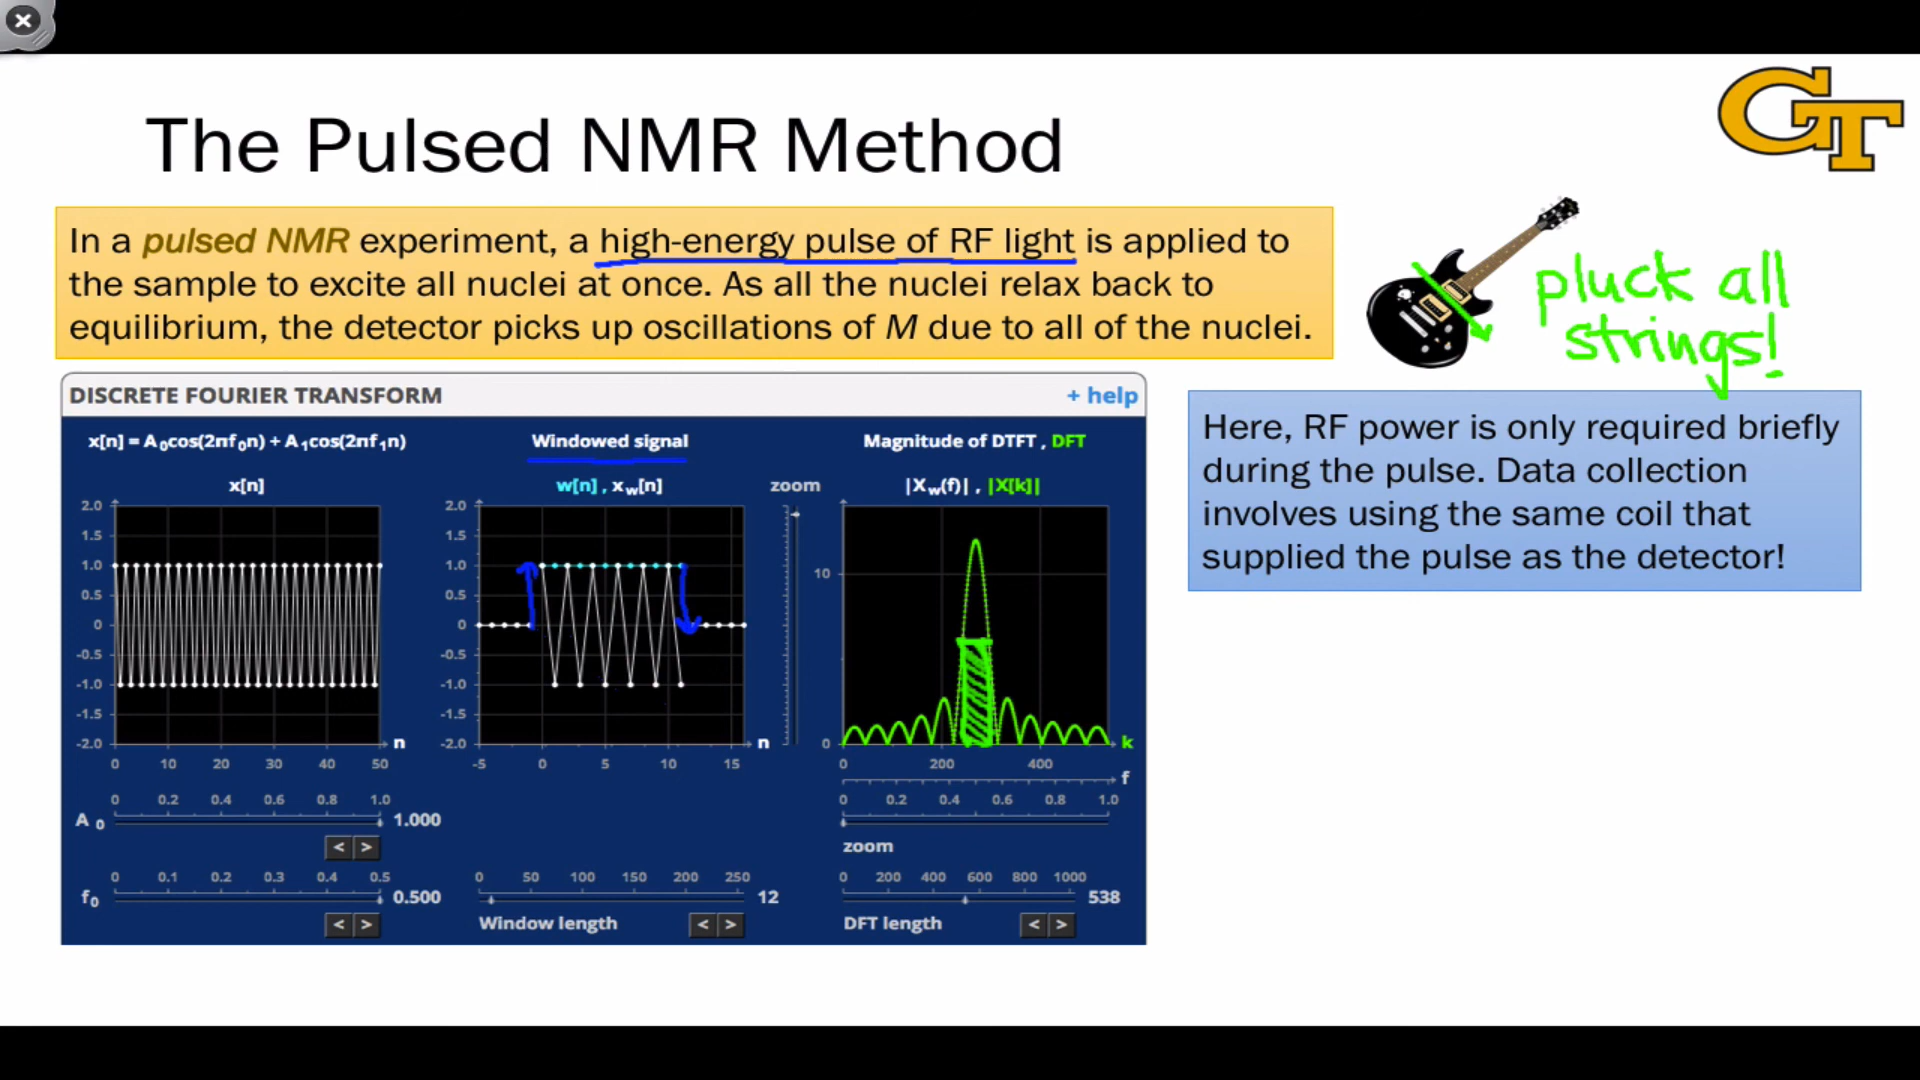 GT
The Pulsed NMR Method
In a pulsed NMR experiment, a high-energy pulse of RF light is applied to
the sample to excite all nuclei at once. As all the nuclei relax back to
equilibrium, the detector picks up oscillations of M due to all of the nuclei.
pluck all
strings!
DISCRETE FOURIER TRANSFORM
+ help
x[n] = A0cos(2πf0n) + A1cos(2πf1n)
x[n]
2.0
1.5
1.0
0.5
0
-0.5
-1.0
-1.5
-2.0
n
0 10 20 30 40 50
0 0.2 0.4 0.6 0.8 1.0
A0
1.000
< >
0 0.1 0.2 0.3 0.4 0.5
f0
0.500
< >
Windowed signal
w[n] , xw[n]
2.0
1.5
1.0
0.5
0
-0.5
-1.0
-1.5
-2.0
n
-5 0 5 10 15
zoom
0 50 100 150 200 250
12
Window length
< >
Magnitude of DTFT , DFT
|Xw(f)| , |X[k]|
10
0
k
0 200 400
f
0 0.2 0.4 0.6 0.8 1.0
zoom
0 200 400 600 800 1000
538
DFT length
< >
Here, RF power is only required briefly
during the pulse. Data collection
involves using the same coil that
supplied the pulse as the detector!